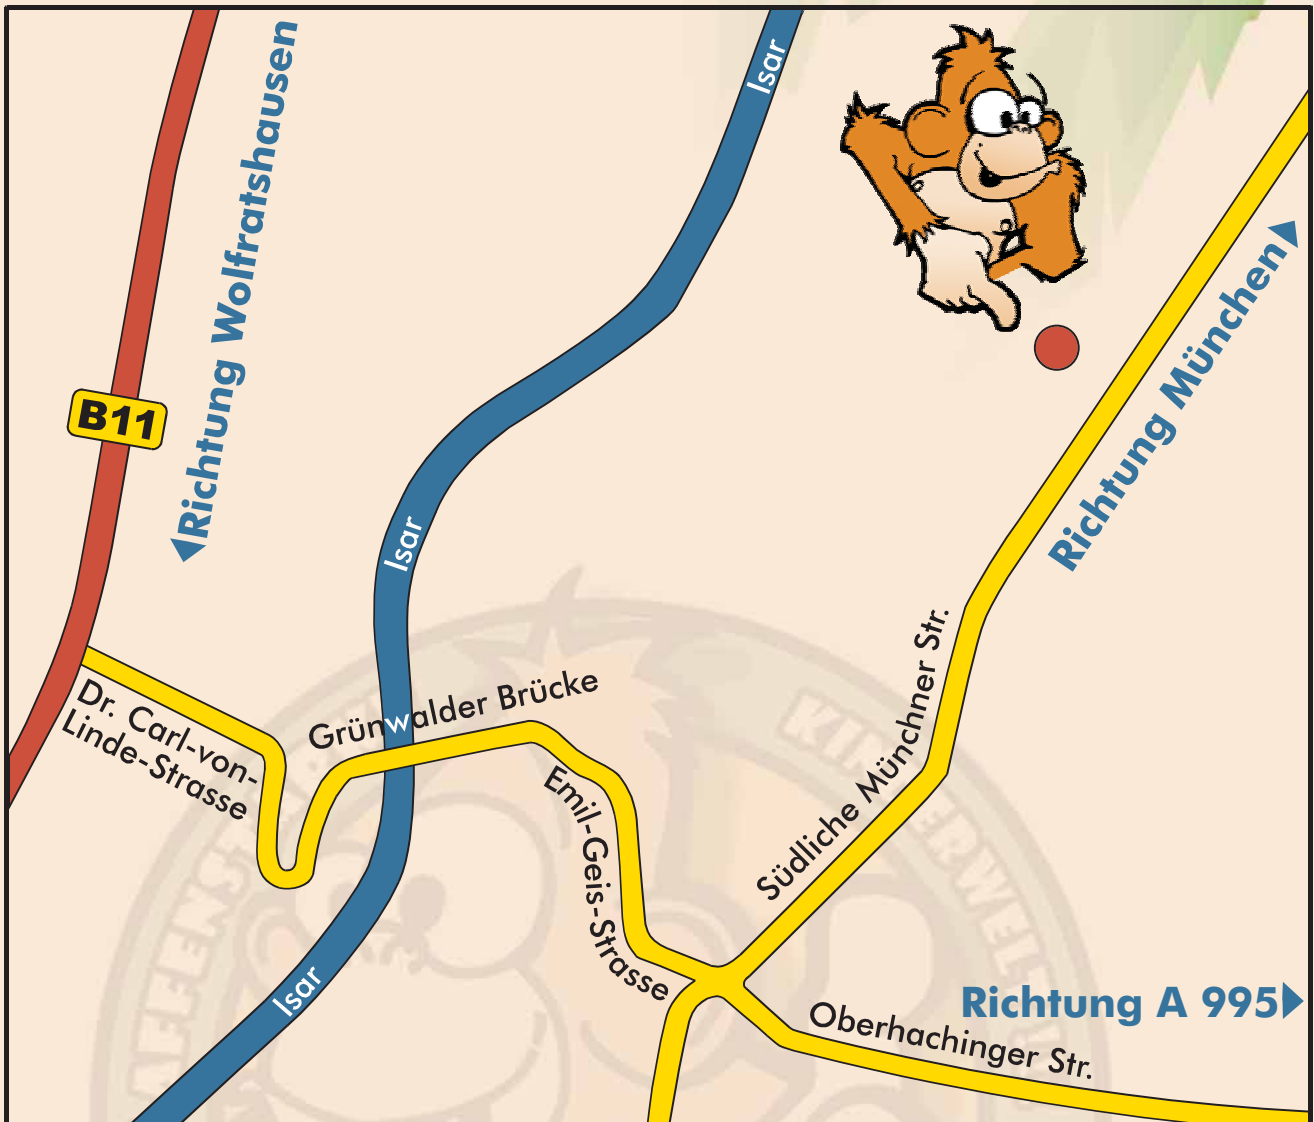 Isar
Richtung Wolfratshausen
Richtung München
B11
Isar
Dr. Carl-von-
Linde-Strasse
Grünwalder Brücke
Südliche Münchner Str.
Emil-Geis-Strasse
Isar
Richtung A 995
Oberhachinger Str.